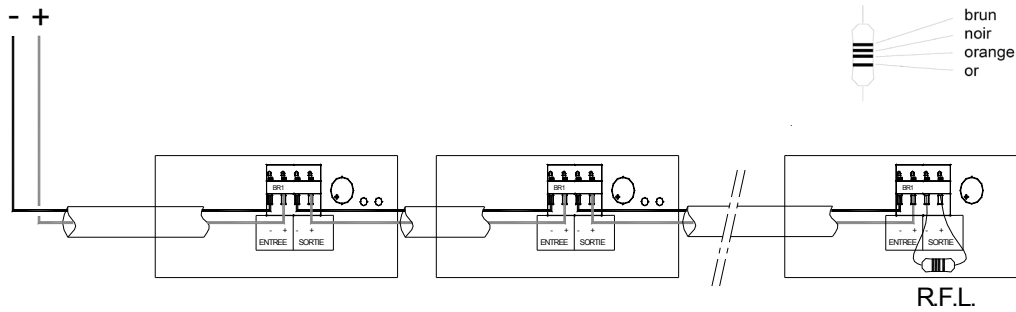 - +
brun
noir
orange
or
BR1
BR1
BR1
- + - +
ENTREE SORTIE
- + - +
ENTREE SORTIE
- + - +
ENTREE SORTIE
R.F.L.